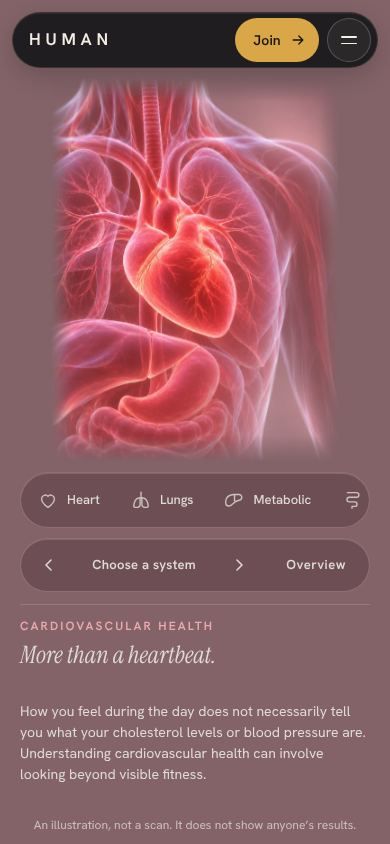 HUMAN
Join →
Heart
Lungs
Metabolic
Choose a system
Overview
CARDIOVASCULAR HEALTH
More than a heartbeat.
How you feel during the day does not necessarily tell
you what your cholesterol levels or blood pressure are.
Understanding cardiovascular health can involve
looking beyond visible fitness.
An illustration, not a scan. It does not show anyone’s results.